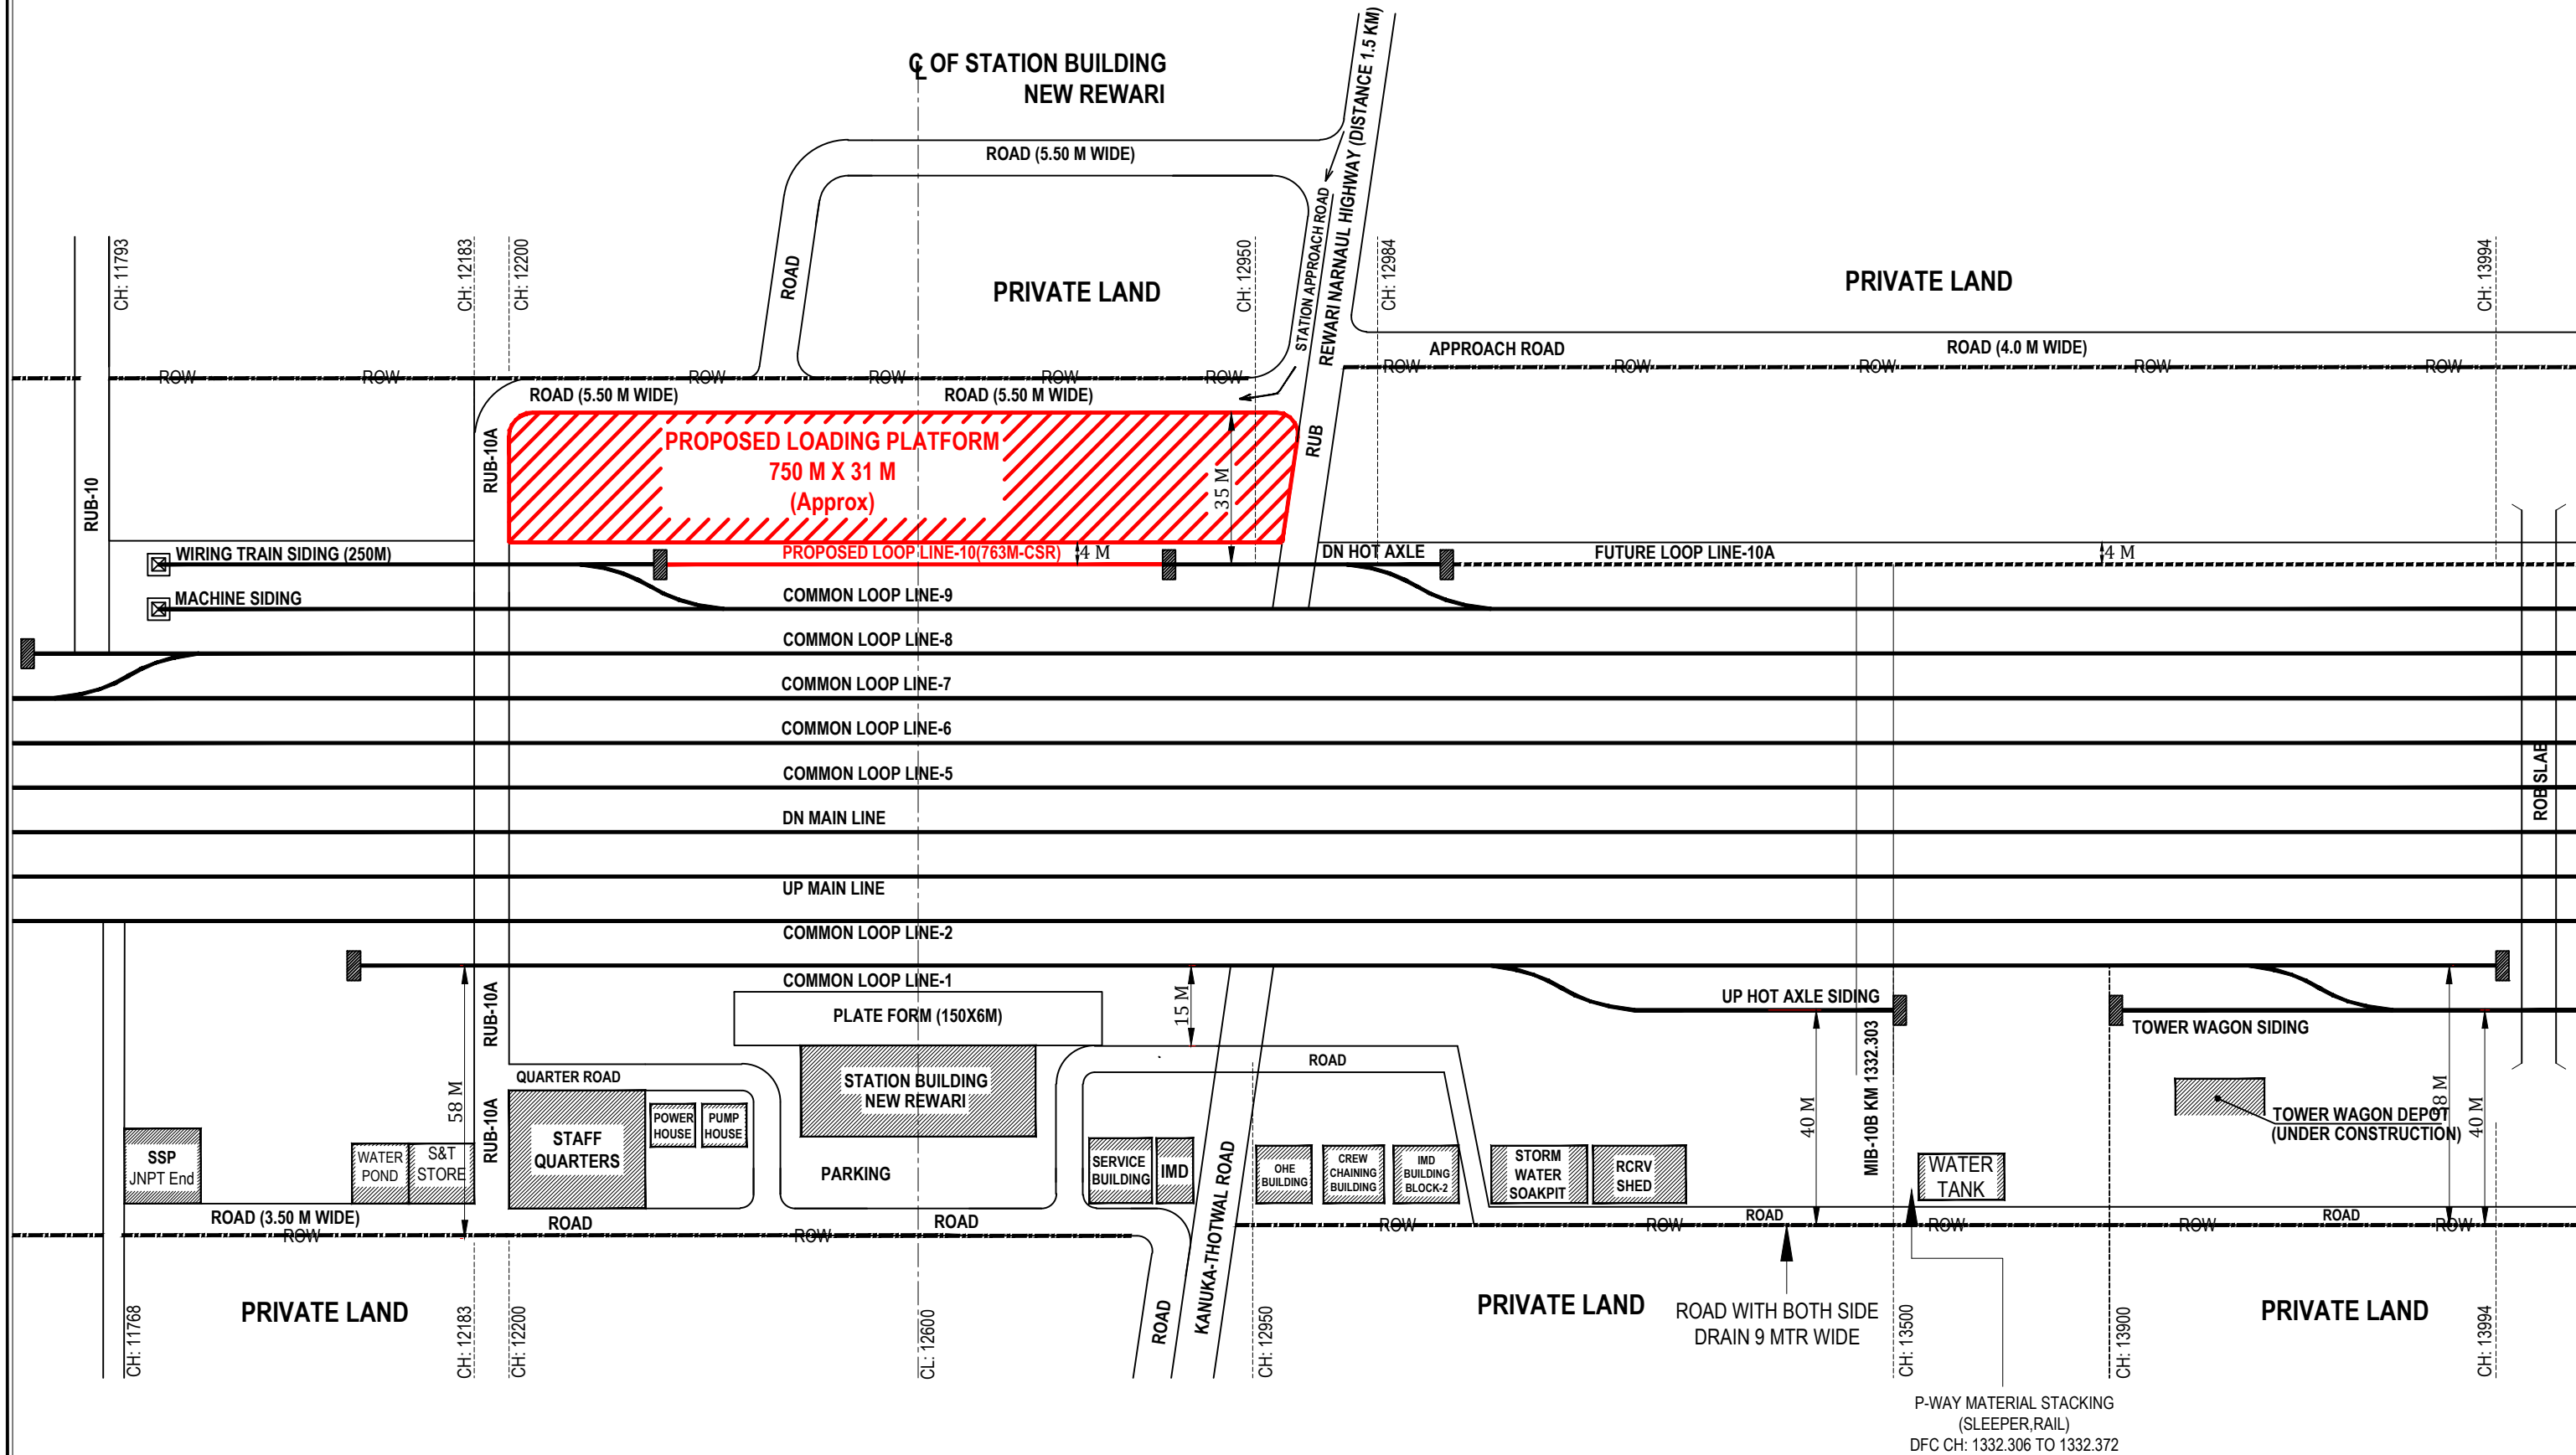 ℄ OF STATION BUILDING
NEW REWARI
ROAD (5.50 M WIDE)
REWARI NARNAUL HIGHWAY (DISTANCE 1.5 KM)
STATION APPROACH ROAD
CH: 11793
CH: 12183
CH: 12200
ROAD
PRIVATE LAND
CH: 12950
CH: 12984
PRIVATE LAND
CH: 13994
APPROACH ROAD
ROAD (4.0 M WIDE)
ROW
ROW
ROW
ROW
ROW
ROW
ROW
ROW
ROW
ROW
ROW
ROAD (5.50 M WIDE)
ROAD (5.50 M WIDE)
RUB-10
RUB-10A
PROPOSED LOADING PLATFORM
750 M X 31 M
(Approx)
35 M
RUB
WIRING TRAIN SIDING (250M)
PROPOSED LOOP LINE-10(763M-CSR)
4 M
DN HOT AXLE
FUTURE LOOP LINE-10A
4 M
MACHINE SIDING
COMMON LOOP LINE-9
COMMON LOOP LINE-8
COMMON LOOP LINE-7
COMMON LOOP LINE-6
COMMON LOOP LINE-5
ROB SLAB
DN MAIN LINE
UP MAIN LINE
COMMON LOOP LINE-2
COMMON LOOP LINE-1
RUB-10A
PLATE FORM (150X6M)
15 M
UP HOT AXLE SIDING
TOWER WAGON SIDING
MIB-10B KM 1332.303
58 M
RUB-10A
QUARTER ROAD
STATION BUILDING
NEW REWARI
ROAD
40 M
58 M
40 M
TOWER WAGON DEPOT
(UNDER CONSTRUCTION)
SSP
JNPT End
WATER
POND
S&T
STORE
STAFF
QUARTERS
POWER
HOUSE
PUMP
HOUSE
PARKING
SERVICE
BUILDING
IMD
KANUKA-THOTWAL ROAD
OHE
BUILDING
CREW
CHAINING
BUILDING
IMD
BUILDING
BLOCK-2
STORM
WATER
SOAKPIT
RCRV
SHED
WATER
TANK
ROAD (3.50 M WIDE)
ROAD
ROAD
ROAD
ROAD
ROW
ROW
ROW
ROW
ROW
ROW
ROW
PRIVATE LAND
ROAD
PRIVATE LAND
ROAD WITH BOTH SIDE
DRAIN 9 MTR WIDE
PRIVATE LAND
CH: 11768
CH: 12183
CH: 12200
CL: 12600
CH: 12950
CH: 13500
CH: 13900
CH: 13994
P-WAY MATERIAL STACKING
(SLEEPER,RAIL)
DFC CH: 1332.306 TO 1332.372